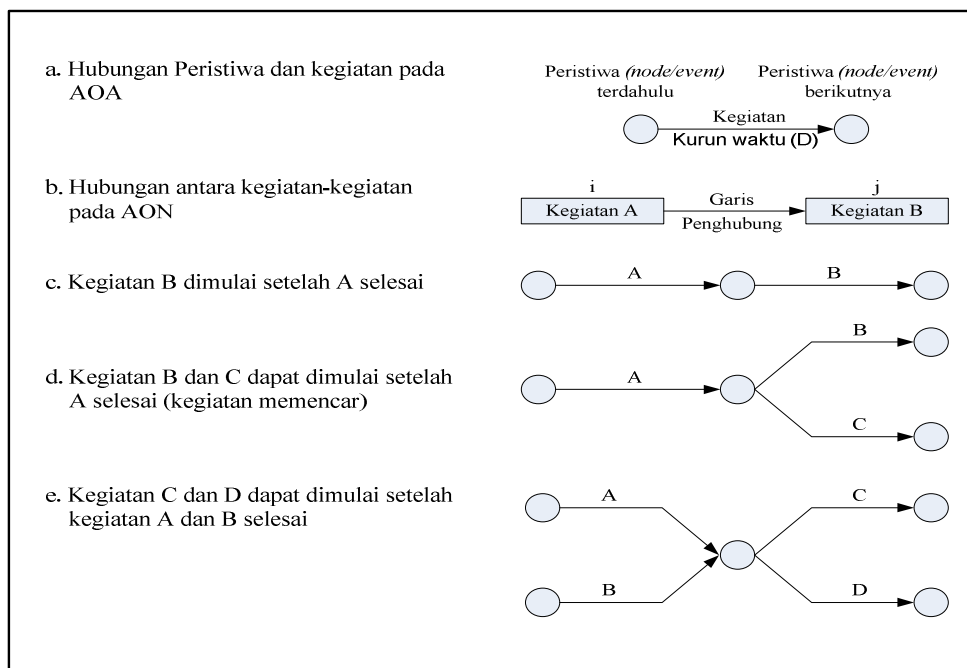 a. Hubungan Peristiwa dan kegiatan pada
AOA
Peristiwa (node/event)
terdahulu
Peristiwa (node/event)
berikutnya
Kegiatan
Kurun waktu (D)
b. Hubungan antara kegiatan-kegiatan
pada AON
i
j
Kegiatan A
Garis
Penghubung
Kegiatan B
c. Kegiatan B dimulai setelah A selesai
A
B
d. Kegiatan B dan C dapat dimulai setelah
A selesai (kegiatan memencar)
A
B
C
e. Kegiatan C dan D dapat dimulai setelah
kegiatan A dan B selesai
A
C
B
D